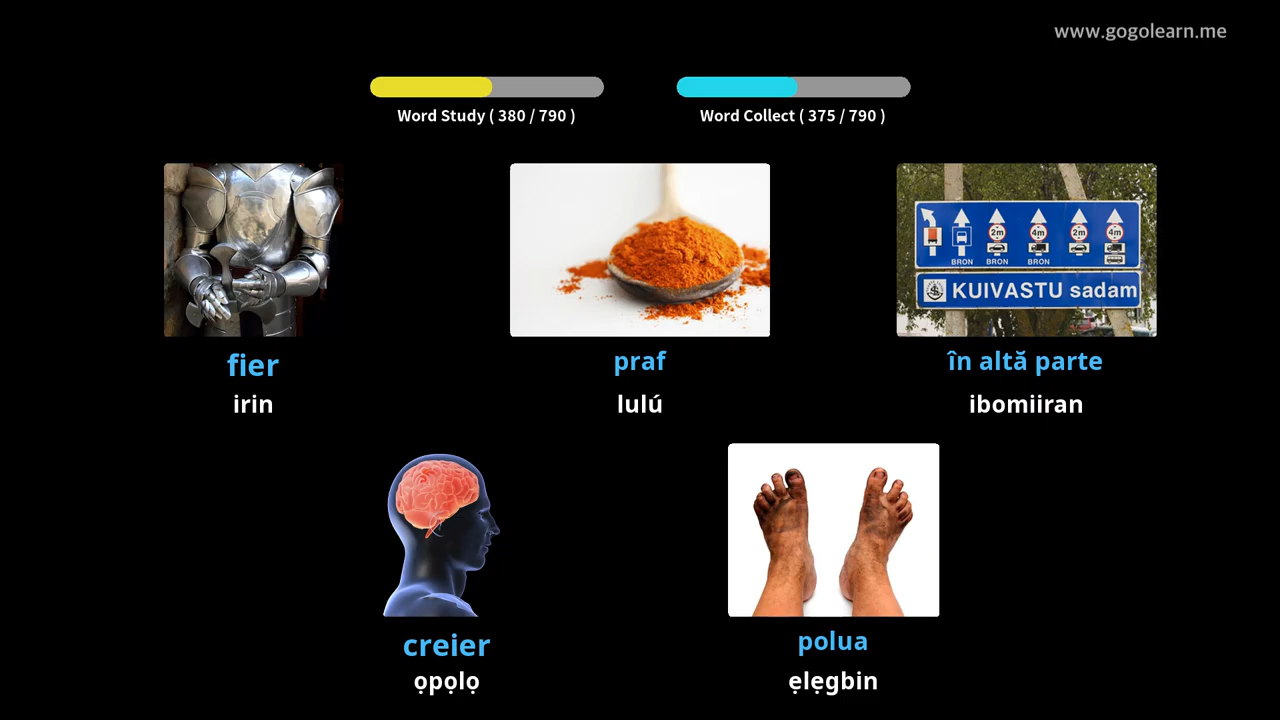 www.gogolearn.me
Word Study ( 380 / 790 )
Word Collect ( 375 / 790 )
BRON
2m
BRON
4m
BRON
2m
4m
KUIVASTU sadam
fier
irin
praf
lulú
în altă parte
ibomiiran
creier
ọpọlọ
polua
ẹlẹgbin